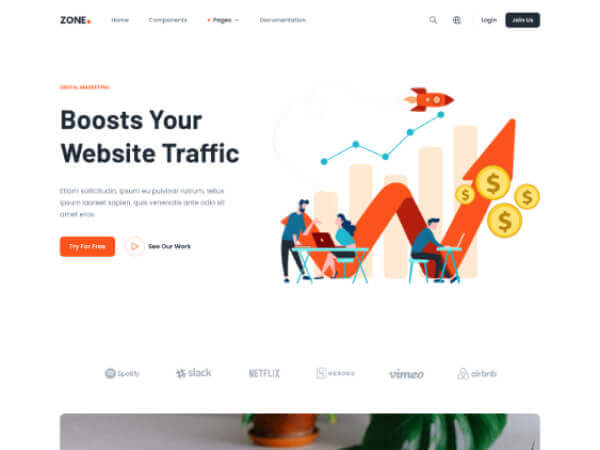 ZONE.
Home Components Pages Documentation Login Join Us
DIGITAL MARKETING
Boosts Your
Website Traffic
Etiam sollicitudin, ipsum eu pulvinar rutrum, tellus
ipsum laoreet sapien, quis venenatis ante odio sit
amet eros.
Try For Free See Our Work
$ $ $ $
Spotify slack NETFLIX HEROKU vimeo airbnb